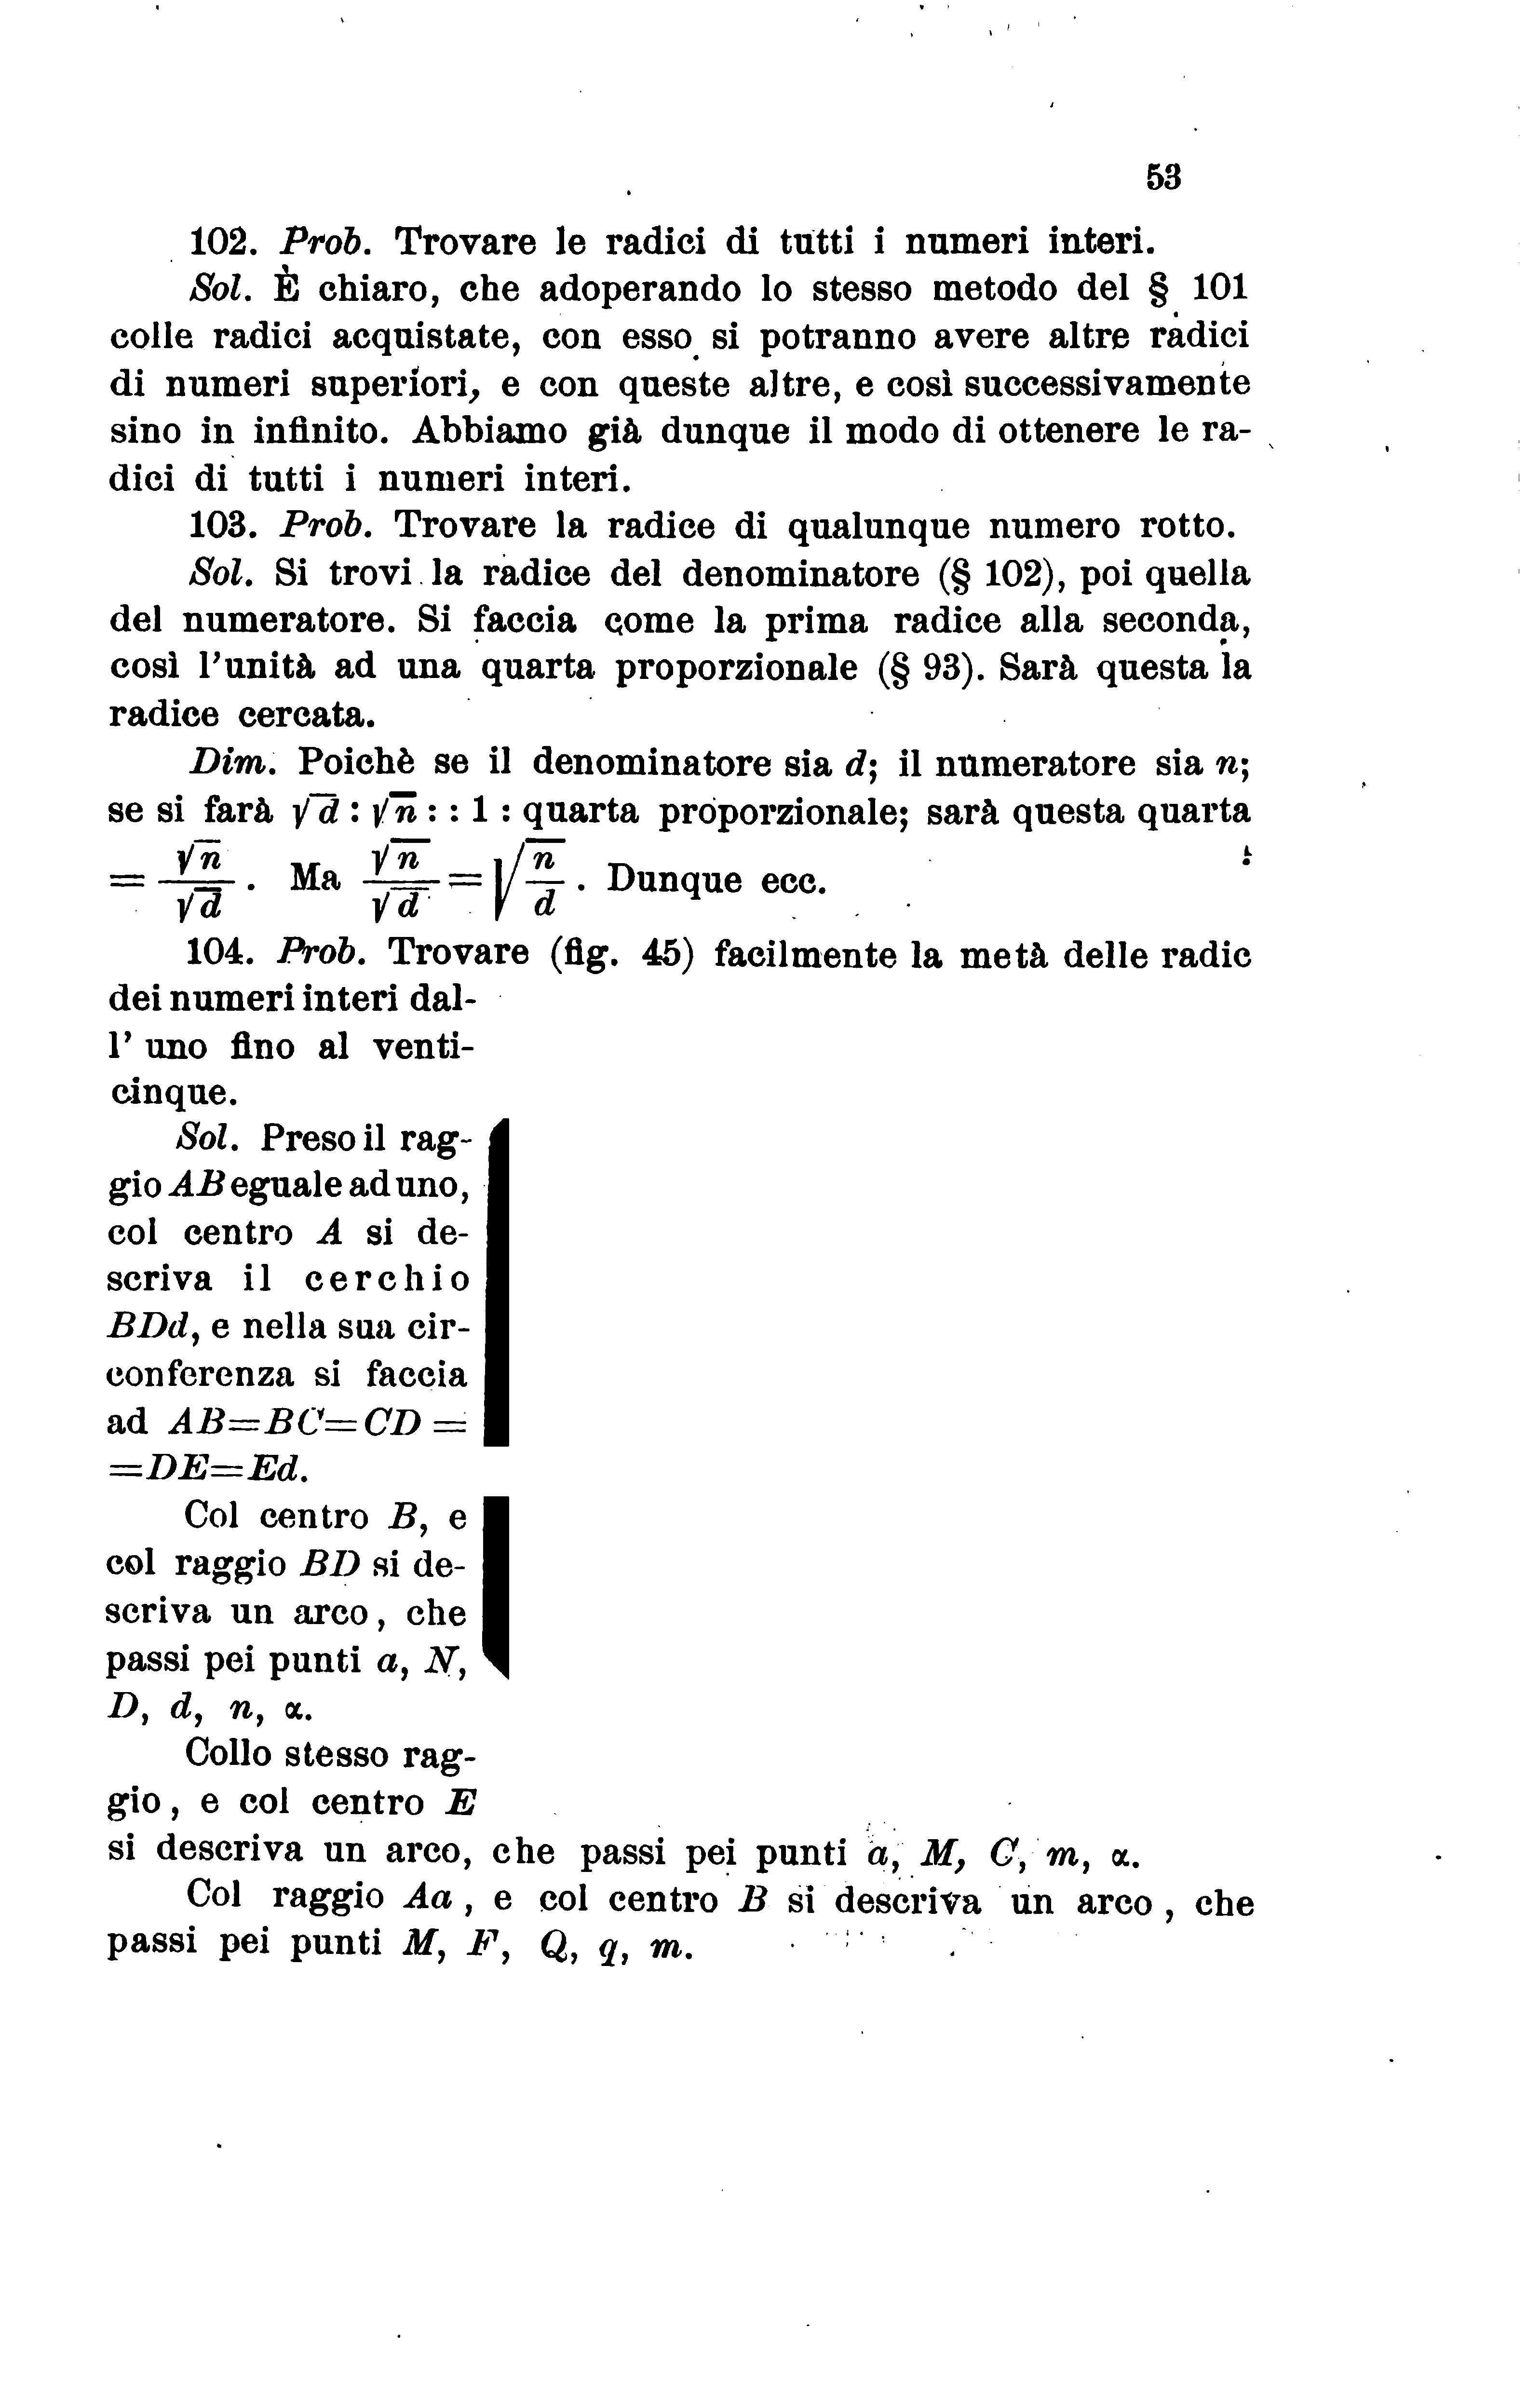 53
102. Prob. Trovare le radici di tutti i numeri interi.
Sol. È chiaro, che adoperando lo stesso metodo del § 101
colle radici acquistate, con esso si potranno avere altre radici
di numeri superiori, e con queste altre, e così successivamente
sino in infinito. Abbiamo già dunque il modo di ottenere le ra-
dici di tutti i numeri interi.
103. Prob. Trovare la radice di qualunque numero rotto.
Sol. Si trovi la radice del denominatore (§ 102), poi quella
del numeratore. Si faccia come la prima radice alla seconda,
così l'unità ad una quarta proporzionale (§ 93). Sarà questa la
radice cercata.
Dim. Poichè se il denominatore sia d; il numeratore sia n;
se si farà √d : √n : : 1 : quarta proporzionale; sarà questa quarta
= √n/√d. Ma √n/√d = √(n/d). Dunque ecc.
104. Prob. Trovare (fig. 45) facilmente la metà delle radic
dei numeri interi dal-
l' uno fino al venti-
cinque.
Sol. Preso il rag-
gio AB eguale ad uno,
col centro A si de-
scriva il cerchio
BDd, e nella sua cir-
conferenza si faccia
ad AB=BC=CD=
=DE=Ed.
Col centro B, e
col raggio BD si de-
scriva un arco, che
passi pei punti a, N,
D, d, n, α.
Collo stesso rag-
gio, e col centro E
si descriva un arco, che passi pei punti a, M, C, m, α.
Col raggio Aa, e col centro B si descriva un arco, che
passi pei punti M, F, Q, q, m.